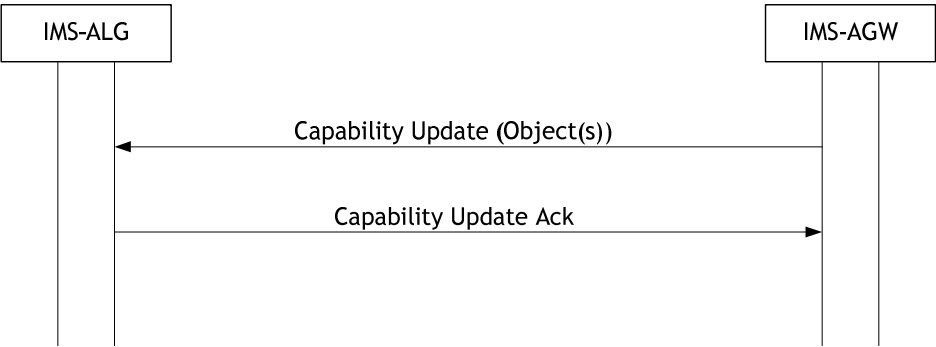 IMS-ALG
IMS-AGW
Capability Update (Object(s))
Capability Update Ack